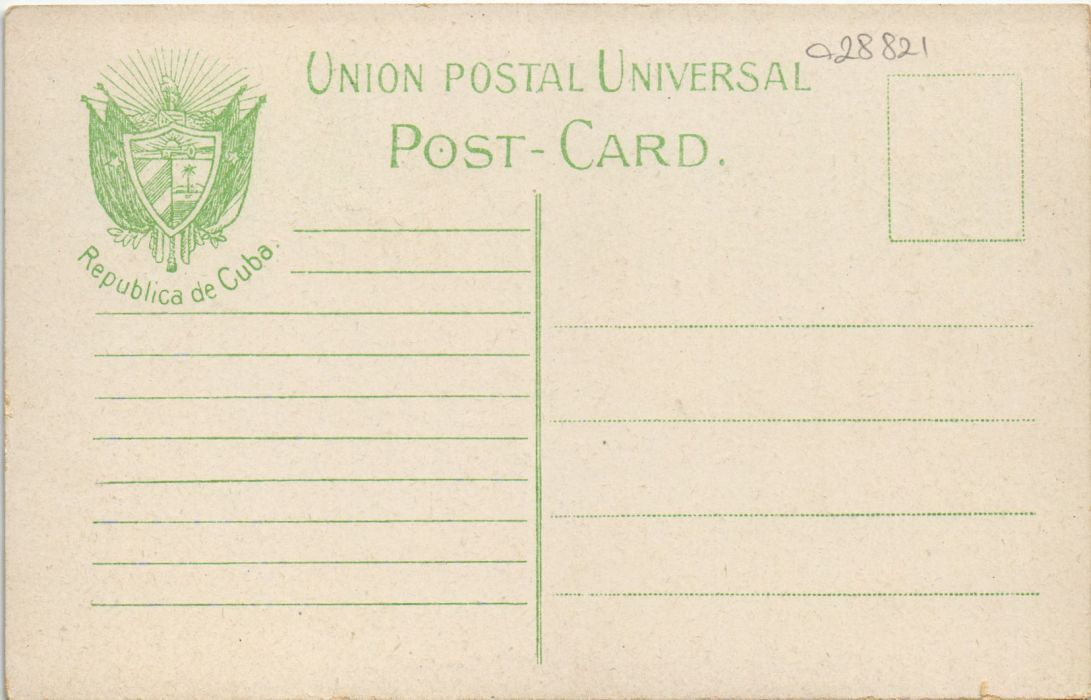 a28821
UNION POSTAL UNIVERSAL
POST-CARD.
Republica de Cuba.